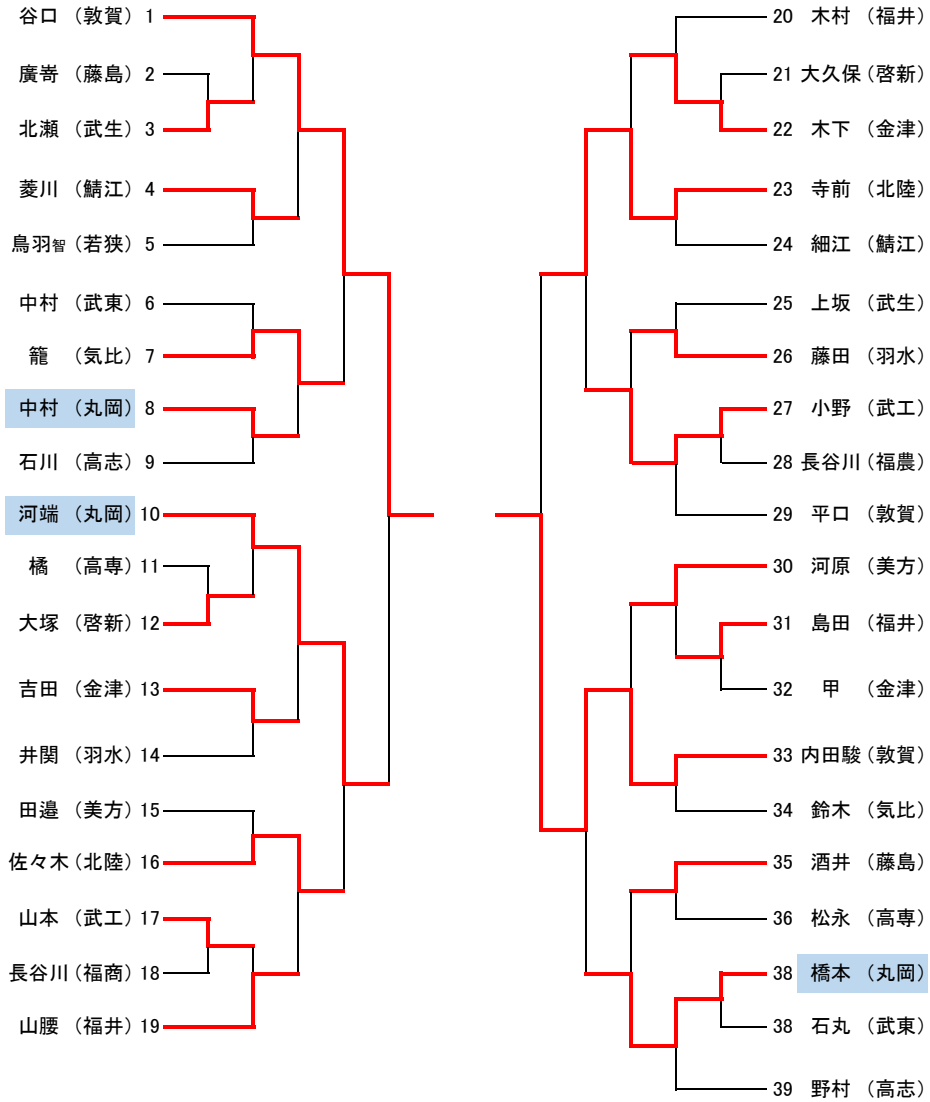 谷口 （敦賀） 1
廣嵜 （藤島） 2
北瀬 （武生） 3
菱川 （鯖江） 4
鳥羽智 （若狭） 5
中村 （武東） 6
籠 （気比） 7
中村 （丸岡） 8
石川 （高志） 9
河端 （丸岡） 10
橘 （高専） 11
大塚 （啓新） 12
吉田 （金津） 13
井関 （羽水） 14
田邉 （美方） 15
佐々木 （北陸） 16
山本 （武工） 17
長谷川 （福商） 18
山腰 （福井） 19
20 木村 （福井）
21 大久保 （啓新）
22 木下 （金津）
23 寺前 （北陸）
24 細江 （鯖江）
25 上坂 （武生）
26 藤田 （羽水）
27 小野 （武工）
28 長谷川 （福農）
29 平口 （敦賀）
30 河原 （美方）
31 島田 （福井）
32 甲 （金津）
33 内田駿 （敦賀）
34 鈴木 （気比）
35 酒井 （藤島）
36 松永 （高専）
38 橋本 （丸岡）
38 石丸 （武東）
39 野村 （高志）